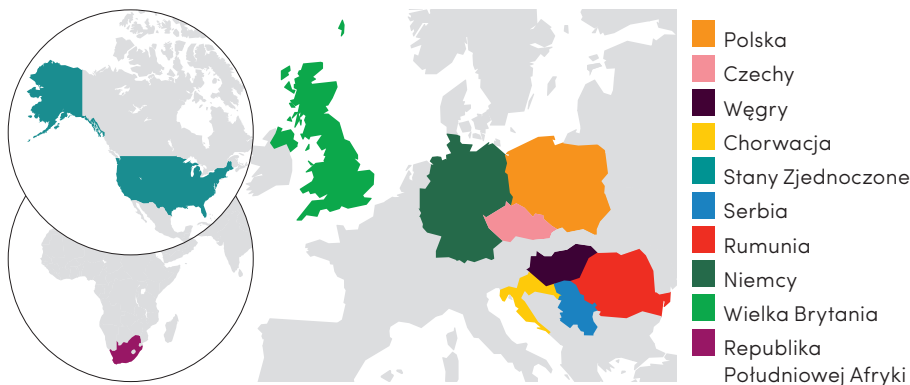 Polska
Czechy
Węgry
Chorwacja
Stany Zjednoczone
Serbia
Rumunia
Niemcy
Wielka Brytania
Republika
Południowej Afryki